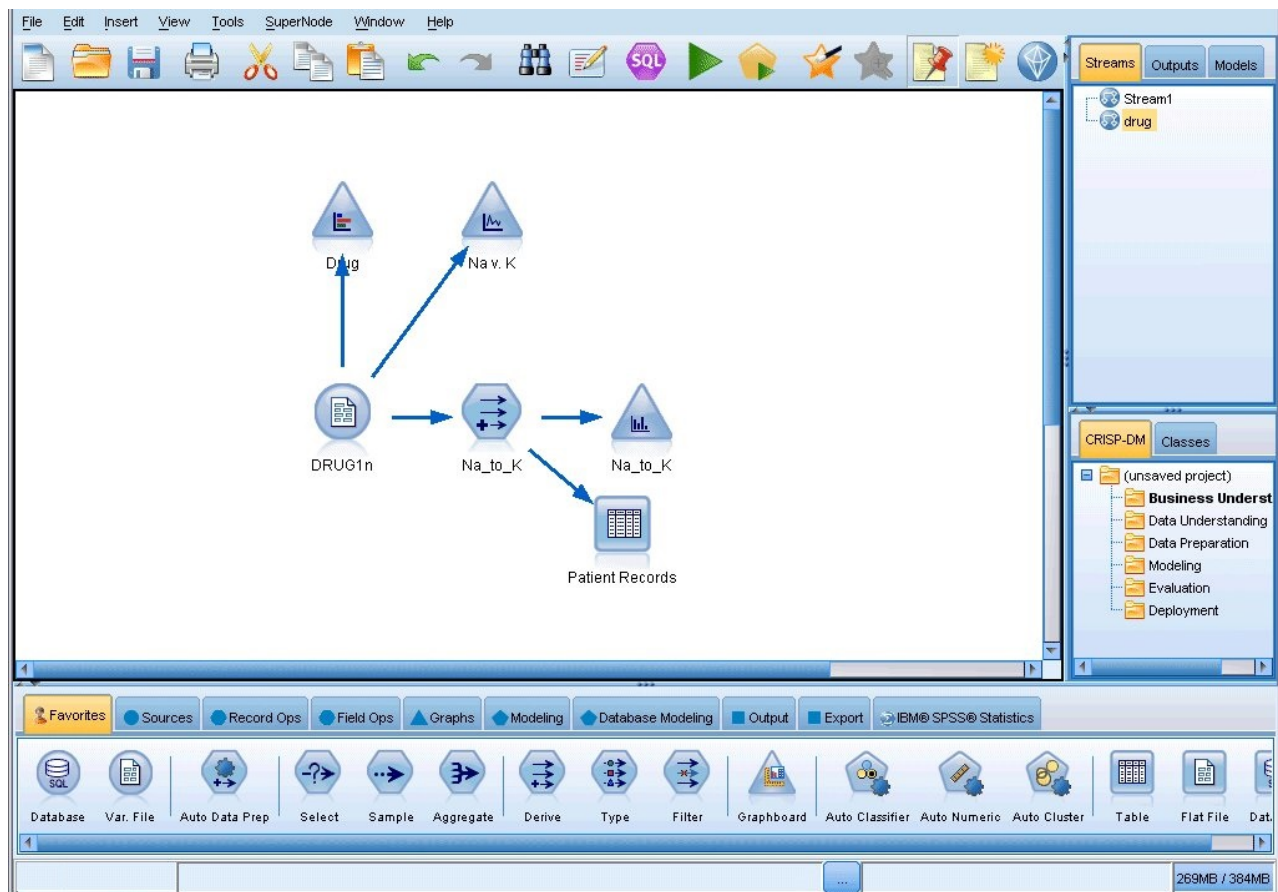 File Edit Insert View Tools SuperNode Window Help
SQL
Streams Outputs Models
Stream1
drug
Drug
Na v. K
DRUG1n
Na_to_K
Na_to_K
Patient Records
CRISP-DM Classes
(unsaved project)
Business Underst
Data Understanding
Data Preparation
Modeling
Evaluation
Deployment
Favorites Sources Record Ops Field Ops Graphs Modeling Database Modeling Output Export IBM® SPSS® Statistics
SQL
Database Var. File Auto Data Prep Select Sample Aggregate Derive Type Filter Graphboard Auto Classifier Auto Numeric Auto Cluster Table Flat File Dat.
...
269MB / 384MB